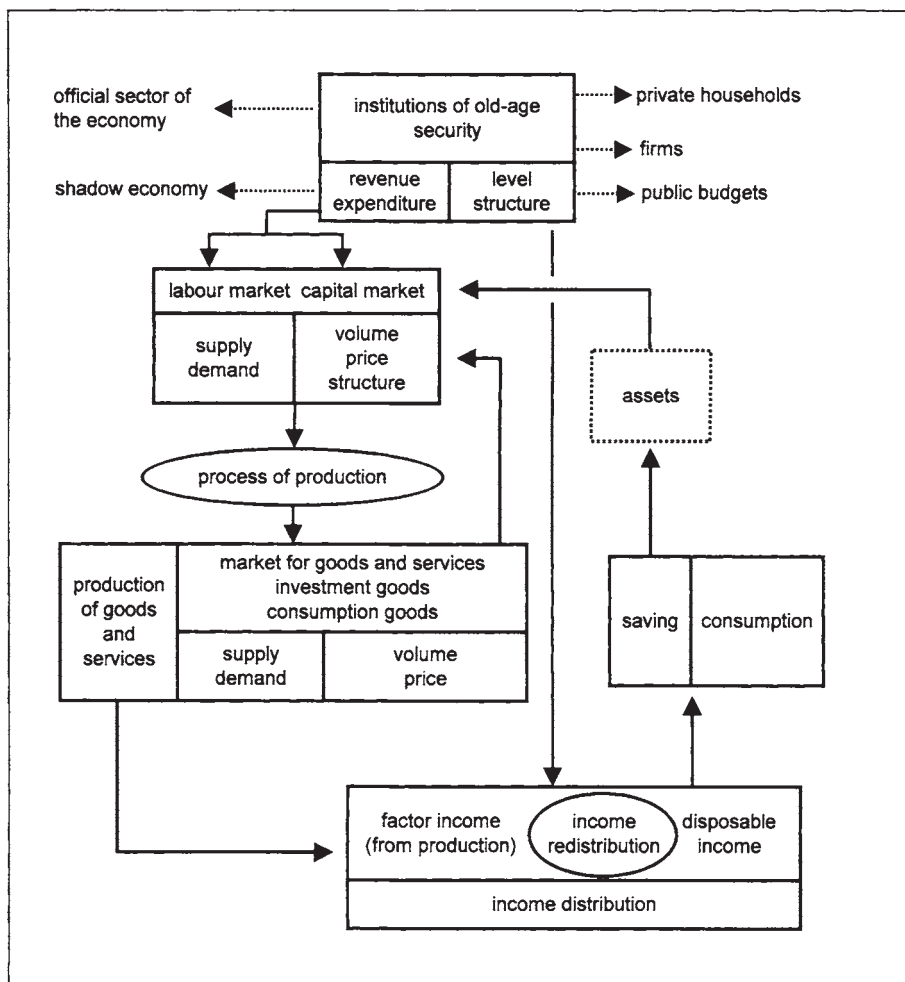 official sector of
the economy
institutions of old-age
security
private households
firms
shadow economy
revenue
expenditure
level
structure
public budgets
labour market capital market
supply
demand
volume
price
structure
assets
process of production
production
of goods
and
services
market for goods and services
investment goods
consumption goods
supply
demand
volume
price
saving
consumption
factor income
(from production)
income
redistribution
disposable
income
income distribution